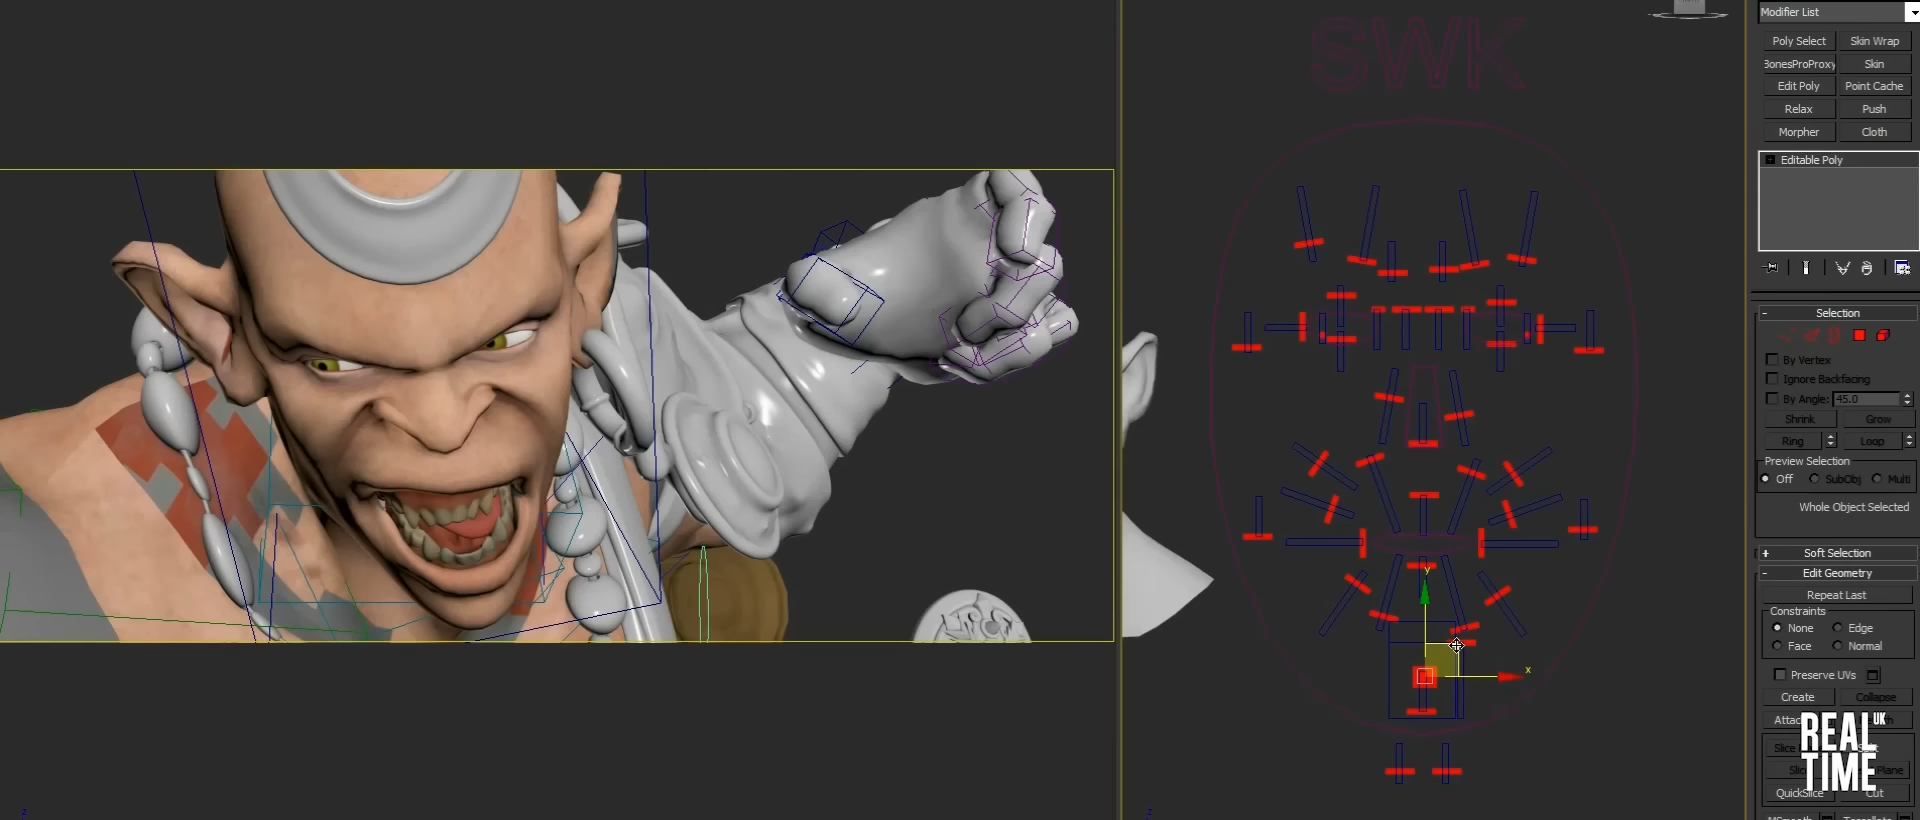 SWK
Modifier List
Poly Select
Skin Wrap
BonesProProxy
Skin
Edit Poly
Point Cache
Relax
Push
Morpher
Cloth
Editable Poly
Selection
By Vertex
Ignore Backfacing
By Angle: 45.0
Shrink
Grow
Ring
Loop
Preview Selection
Off
SubObj
Multi
Whole Object Selected
Soft Selection
Edit Geometry
Repeat Last
Constraints
None
Edge
Face
Normal
Preserve UVs
Create
Collapse
Plane
QuickSlice
Cut
REAL UK
TIME
y
x
z
z